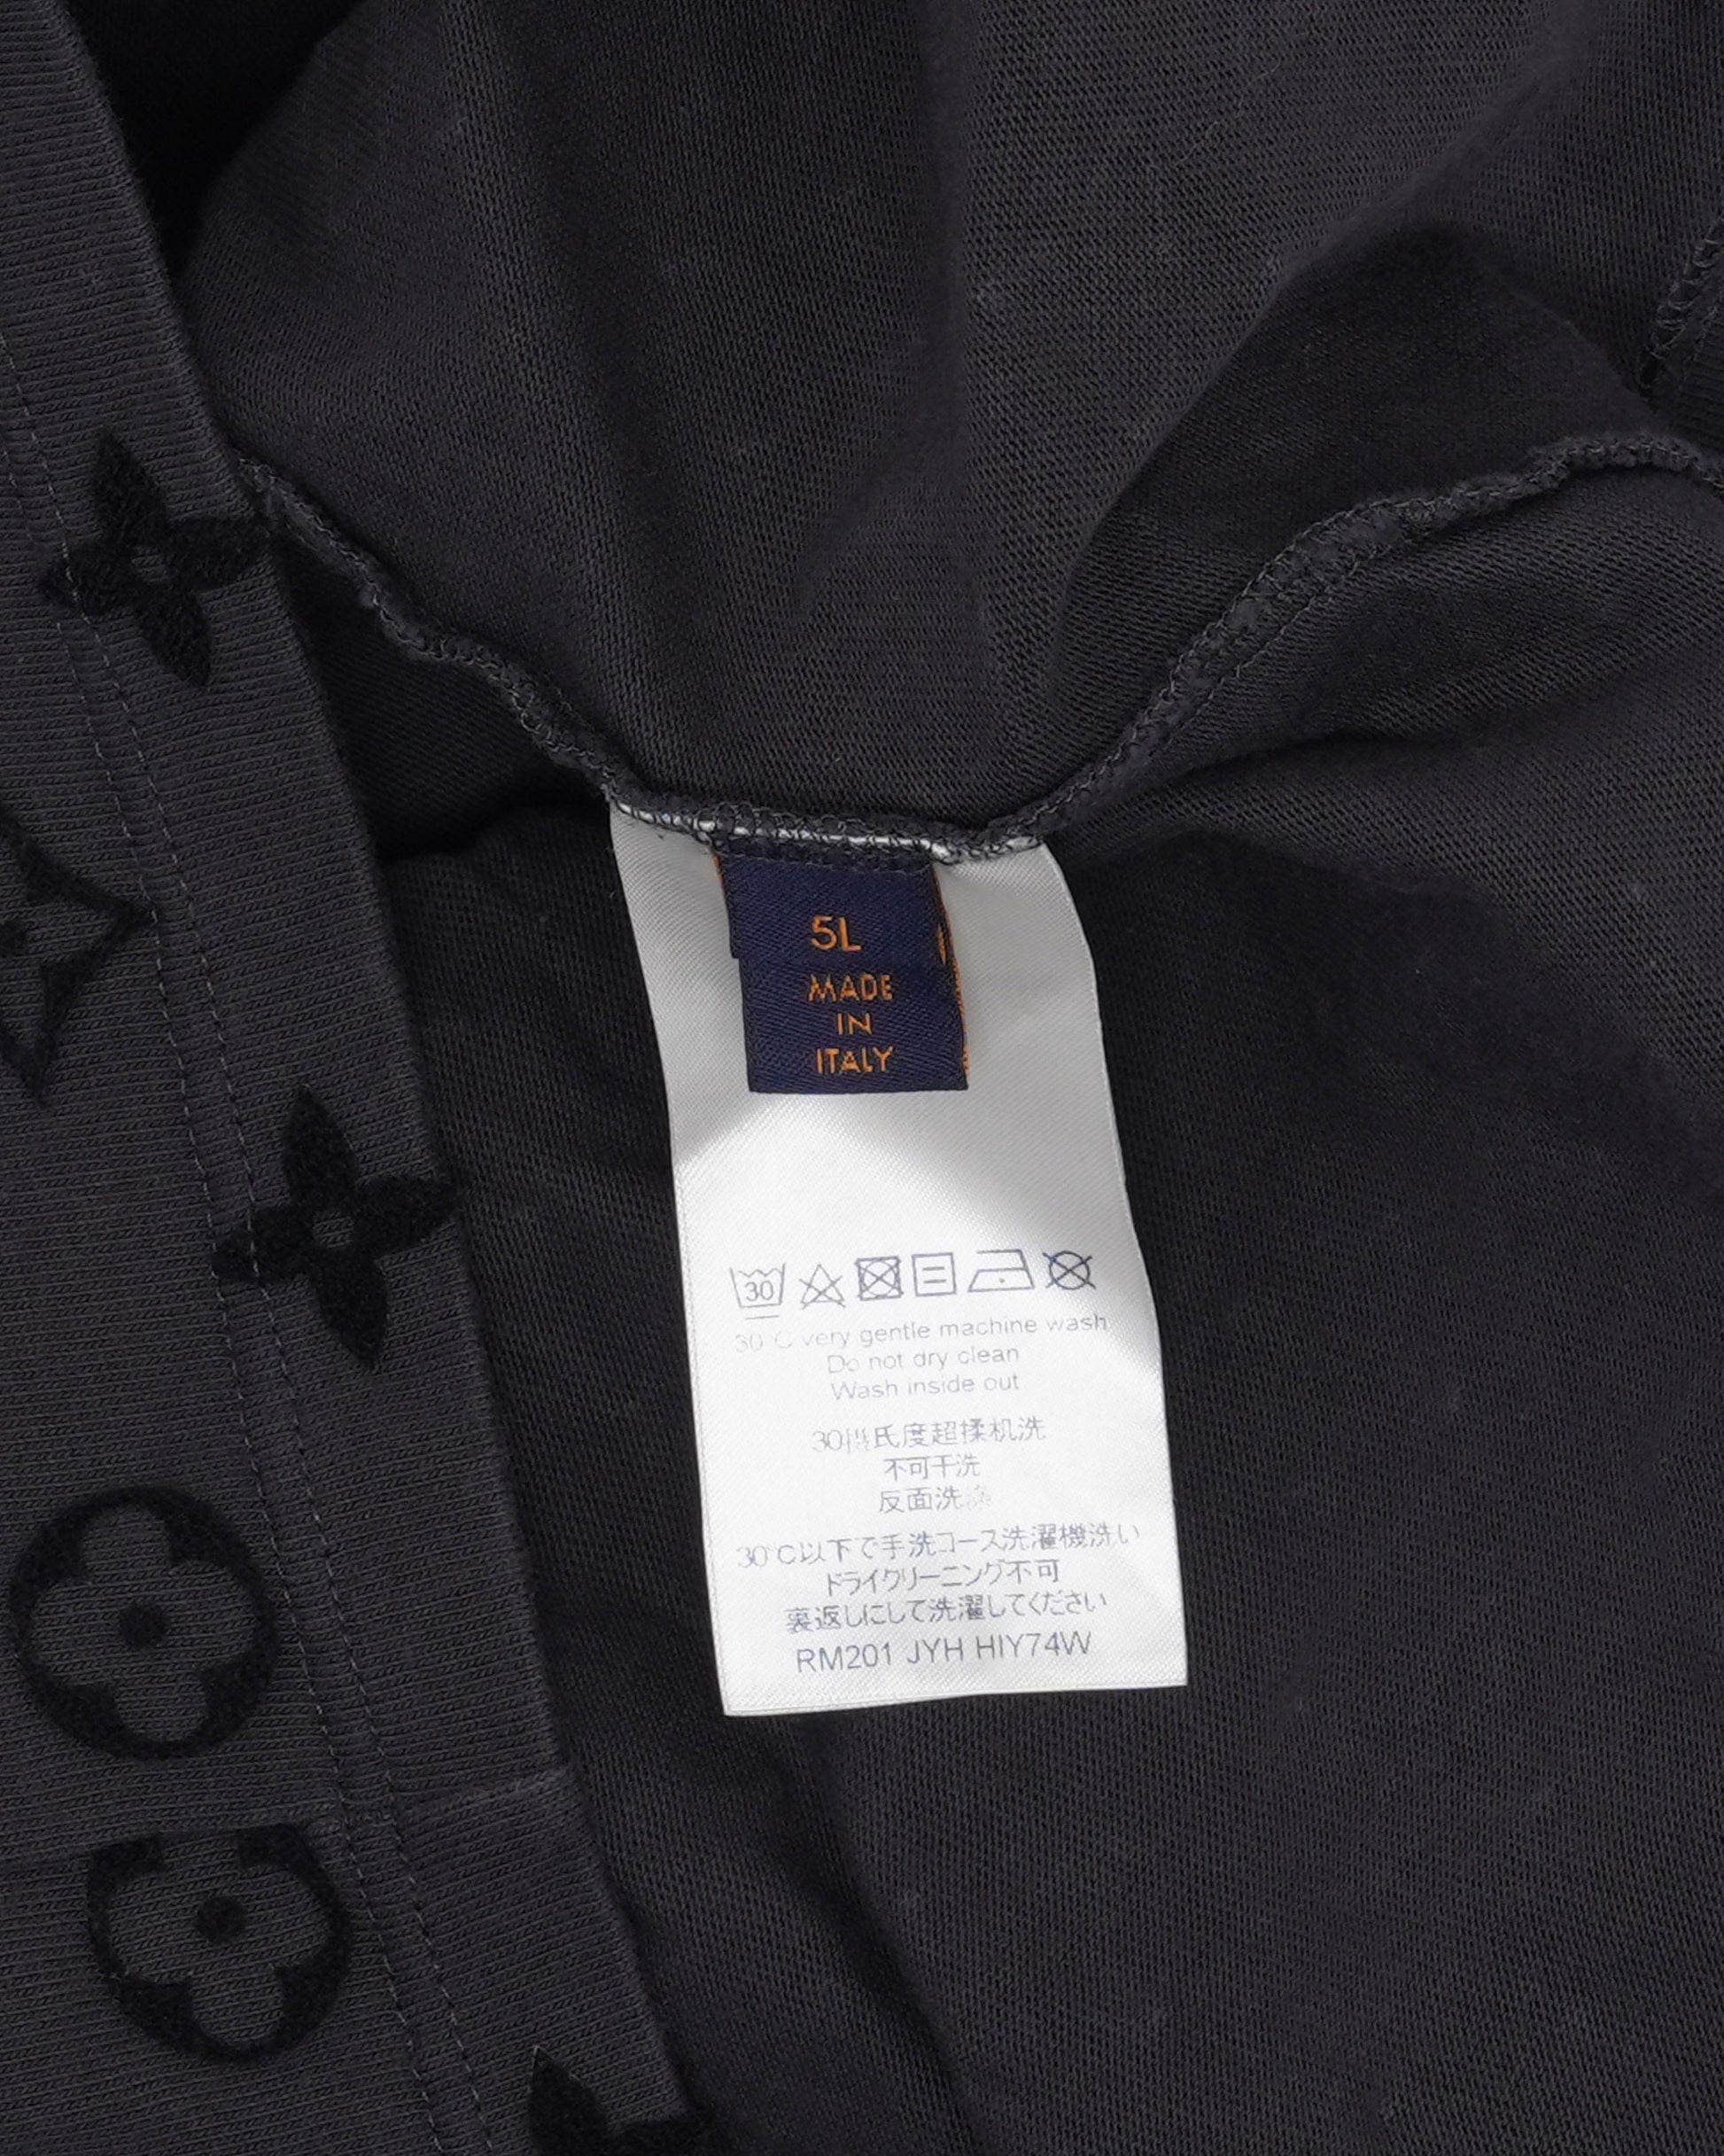 5L
MADE
IN
ITALY
30
30°C very gentle machine wash
Do not dry clean
Wash inside out
30摄氏度超揉机洗
不可干洗
反面洗涤
30℃以下で手洗コース洗濯機洗い
ドライクリーニング不可
裏返しにして洗濯してください
RM201 JYH HIY74W